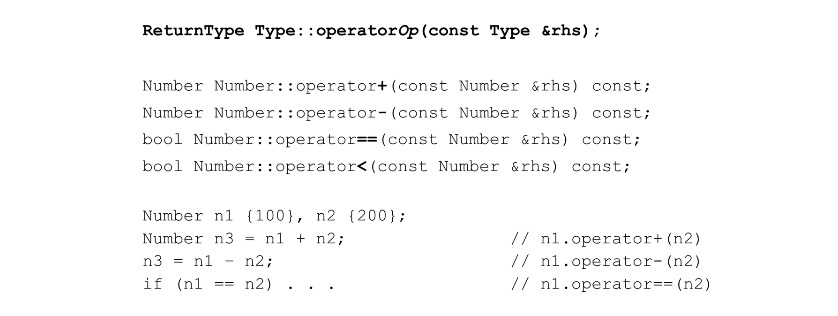 ReturnType Type::operatorOp(const Type &rhs);
Number Number::operator+(const Number &rhs) const;
Number Number::operator-(const Number &rhs) const;
bool Number::operator==(const Number &rhs) const;
bool Number::operator<(const Number &rhs) const;
Number n1 {100}, n2 {200};
Number n3 = n1 + n2; // n1.operator+(n2)
n3 = n1 – n2; // n1.operator-(n2)
if (n1 == n2) . . . // n1.operator==(n2)